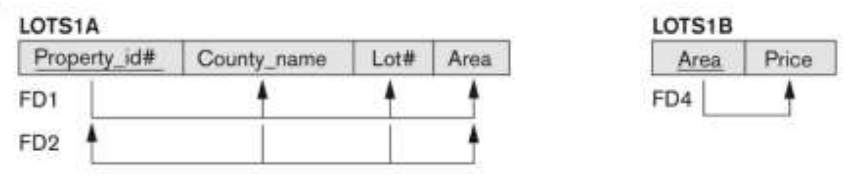 LOTS1A
Property_id# County_name Lot# Area
FD1
FD2
LOTS1B
Area Price
FD4